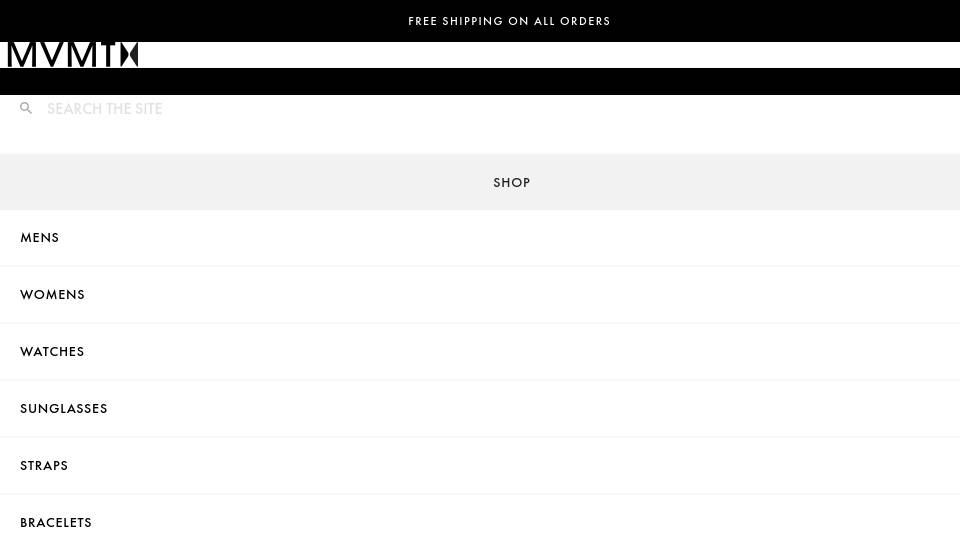 FREE SHIPPING ON ALL ORDERS
MVMT
SEARCH THE SITE
SHOP
MENS
WOMENS
WATCHES
SUNGLASSES
STRAPS
BRACELETS